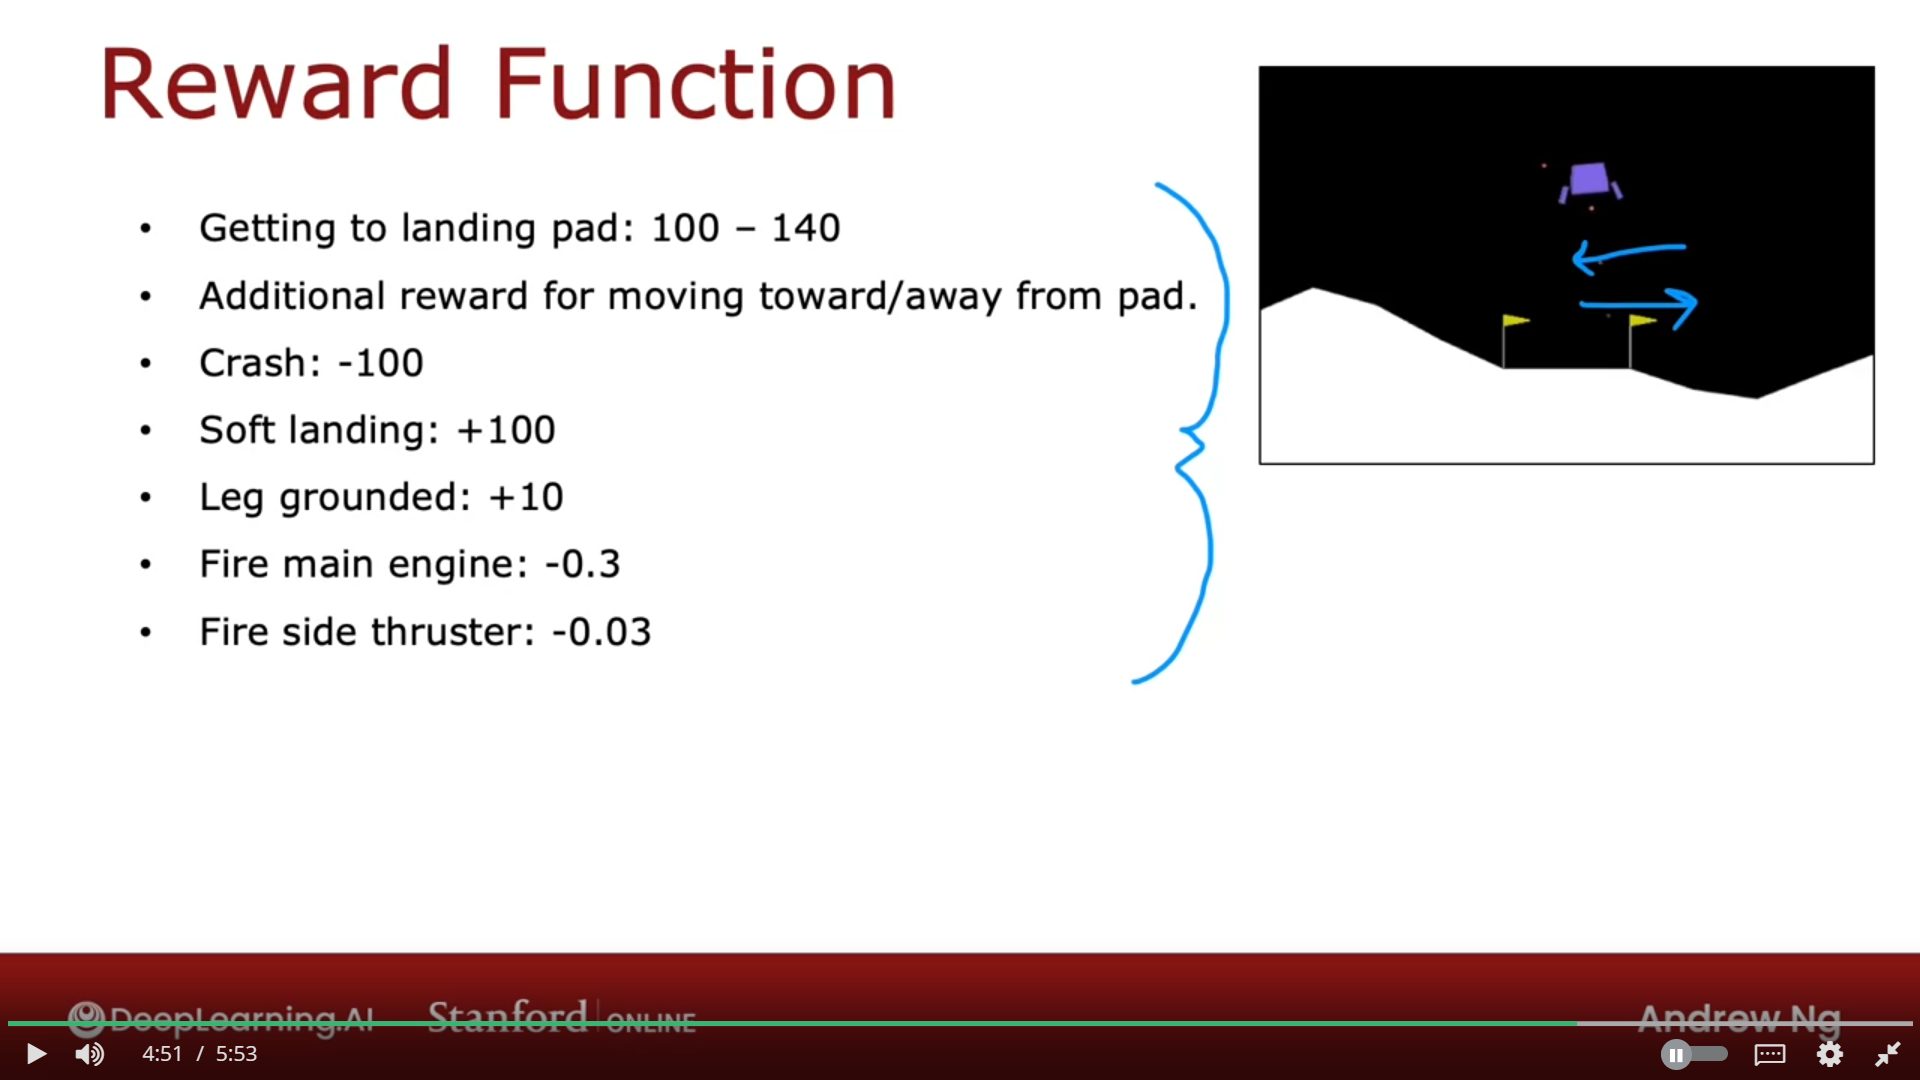 Reward Function
• Getting to landing pad: 100 – 140
• Additional reward for moving toward/away from pad.
• Crash: -100
• Soft landing: +100
• Leg grounded: +10
• Fire main engine: -0.3
• Fire side thruster: -0.03
DeepLearning.AI Stanford | ONLINE Andrew Ng
4:51 / 5:53